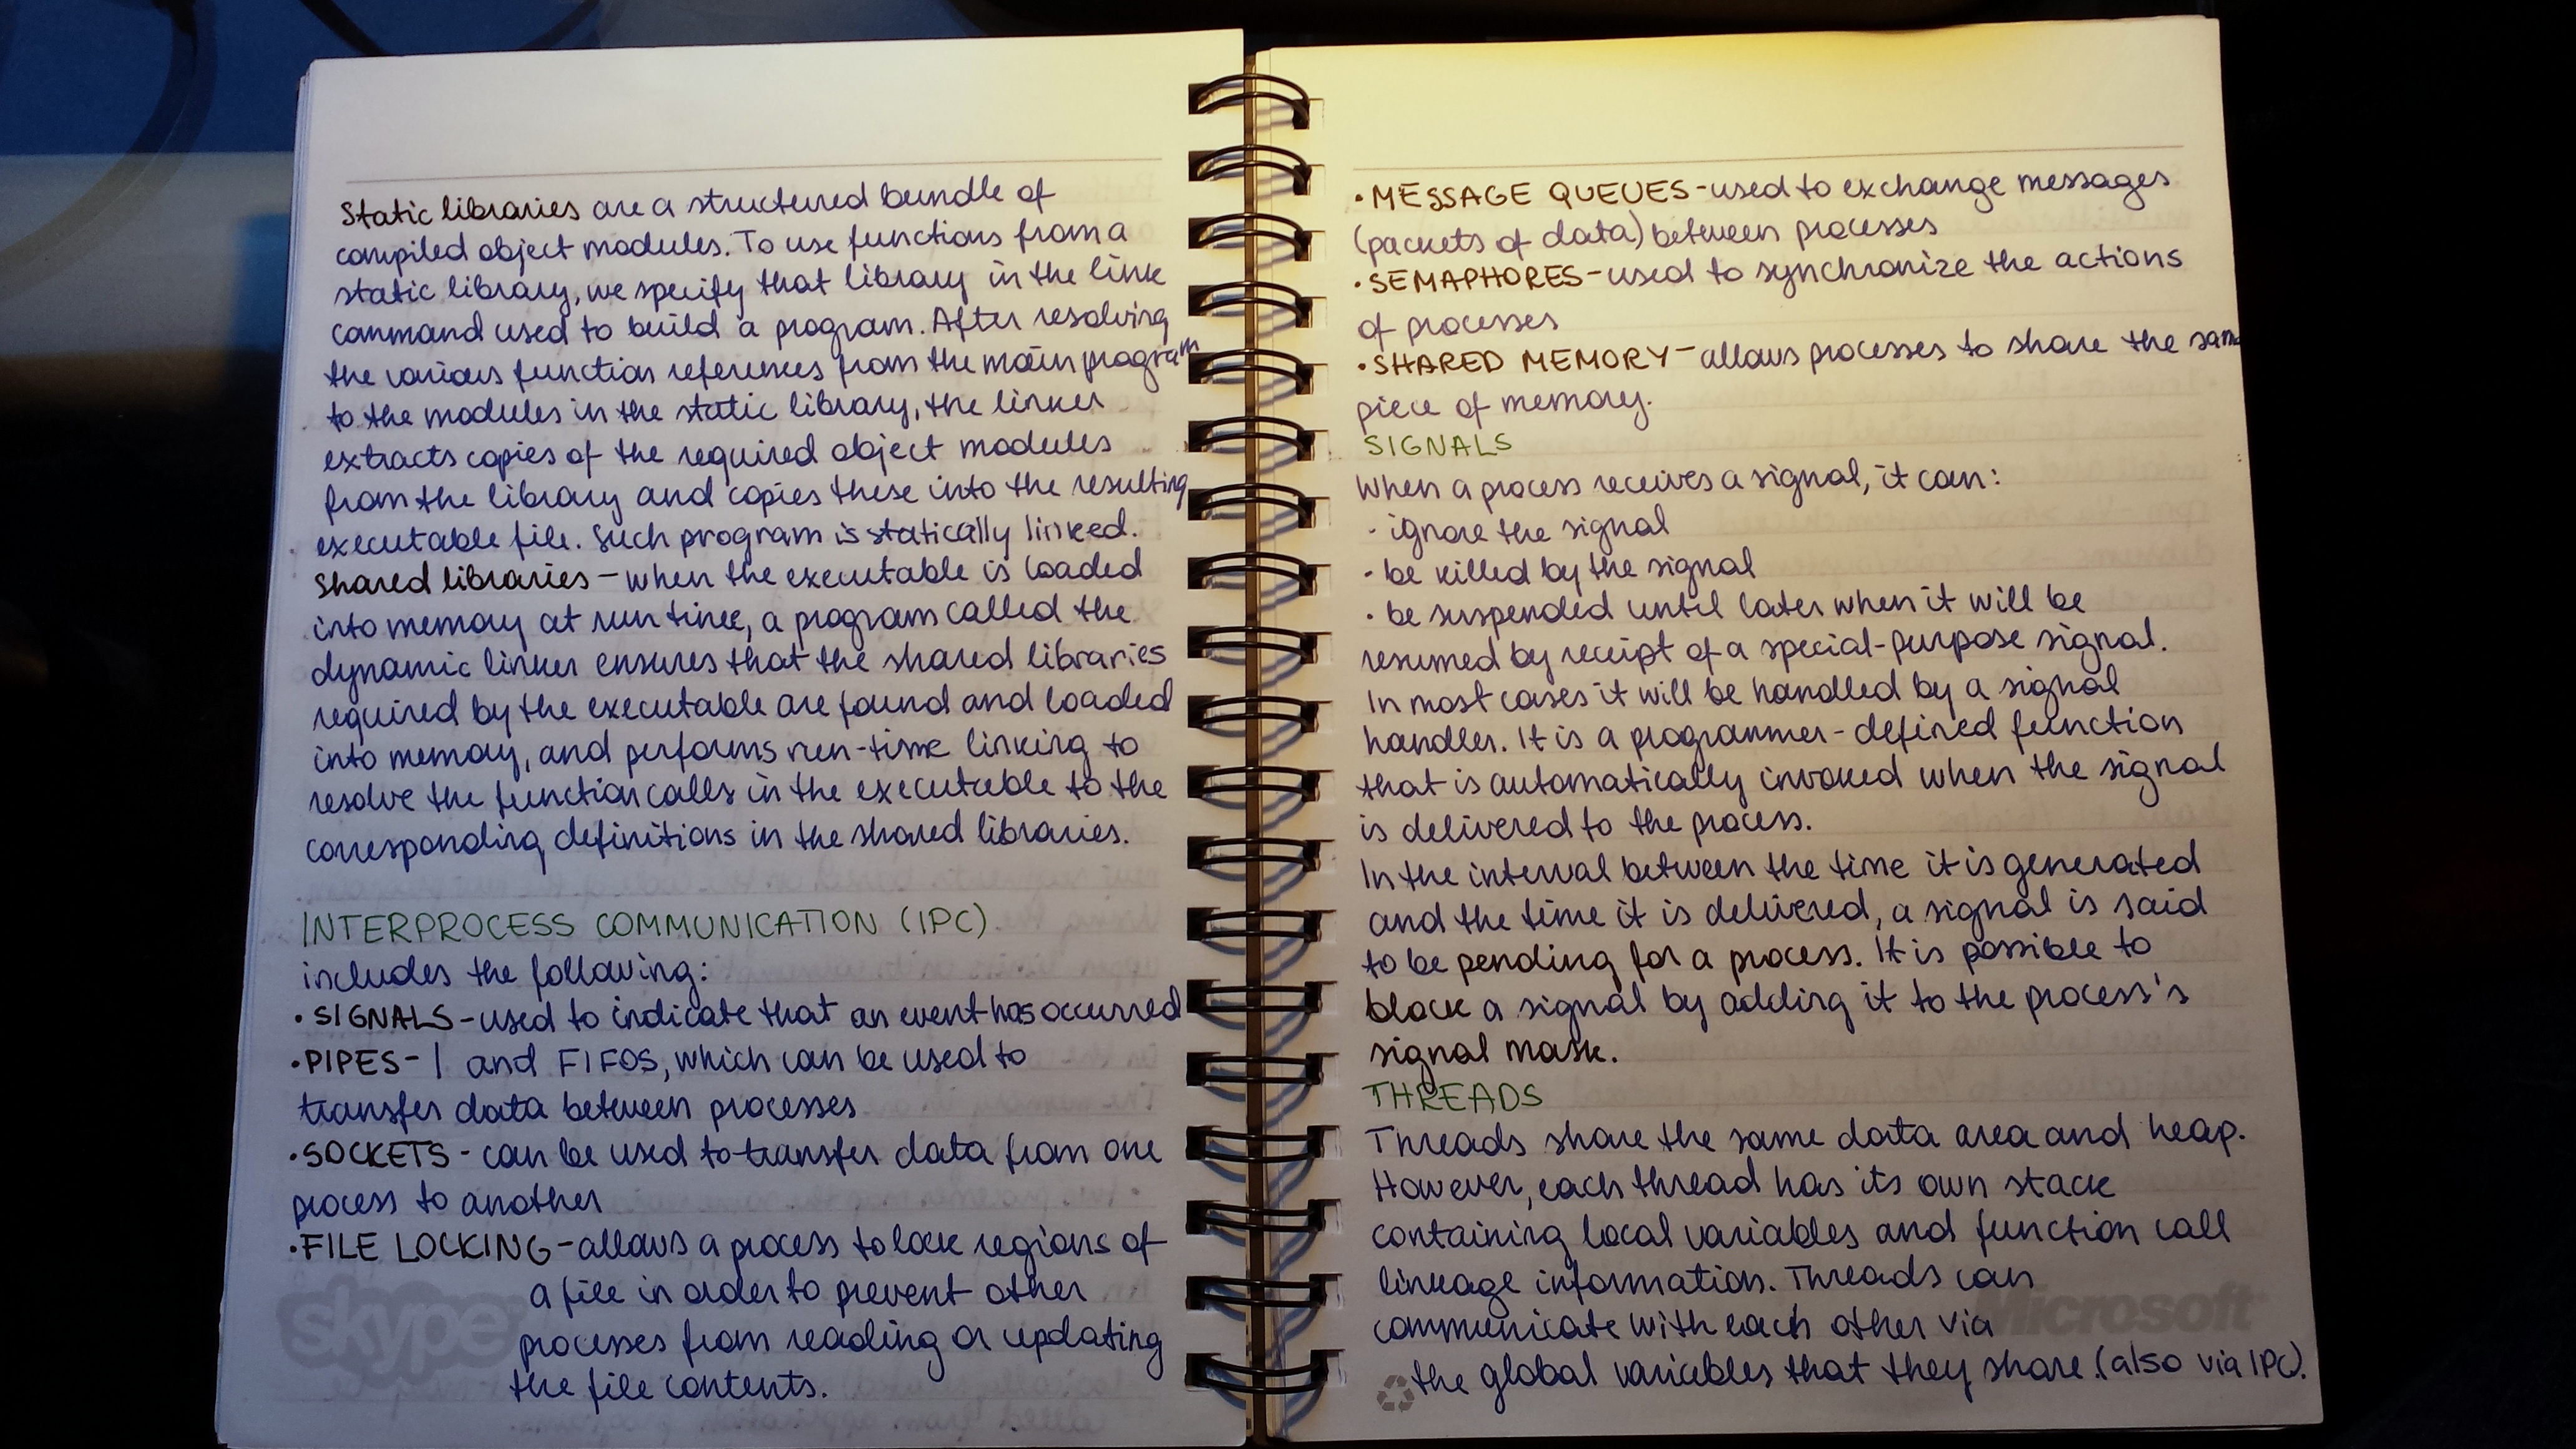 Static libraries are a structured bundle of
compiled object modules. To use functions from a
static library, we specify that library in the link
command used to build a program. After resolving
the various function references from the main program
to the modules in the static library, the linker
extracts copies of the required object modules
from the library and copies these into the resulting
executable file. Such program is statically linked.
Shared libraries - when the executable is loaded
into memory at run time, a program called the
dynamic linker ensures that the shared libraries
required by the executable are found and loaded
into memory, and performs run-time linking to
resolve the function calls in the executable to the
corresponding definitions in the shared libraries.
INTERPROCESS COMMUNICATION (IPC)
includes the following:
• SIGNALS - used to indicate that an event has occurred
• PIPES - | and FIFOS, which can be used to
transfer data between processes
• SOCKETS - can be used to transfer data from one
process to another
• FILE LOCKING - allows a process to lock regions of
a file in order to prevent other
processes from reading or updating
the file contents.
skype
• MESSAGE QUEUES - used to exchange messages
(packets of data) between processes
• SEMAPHORES - used to synchronize the actions
of processes
• SHARED MEMORY - allows processes to share the same
piece of memory.
SIGNALS
When a process receives a signal, it can:
- ignore the signal
- be killed by the signal
- be suspended until later when it will be
resumed by receipt of a special-purpose signal.
In most cases it will be handled by a signal
handler. It is a programmer-defined function
that is automatically invoked when the signal
is delivered to the process.
In the interval between the time it is generated
and the time it is delivered, a signal is said
to be pending for a process. It is possible to
block a signal by adding it to the process's
signal mask.
THREADS
Threads share the same data area and heap.
However, each thread has its own stack
containing local variables and function call
linkage information. Threads can
communicate with each other via
the global variables that they share. (also via IPC).
Microsoft